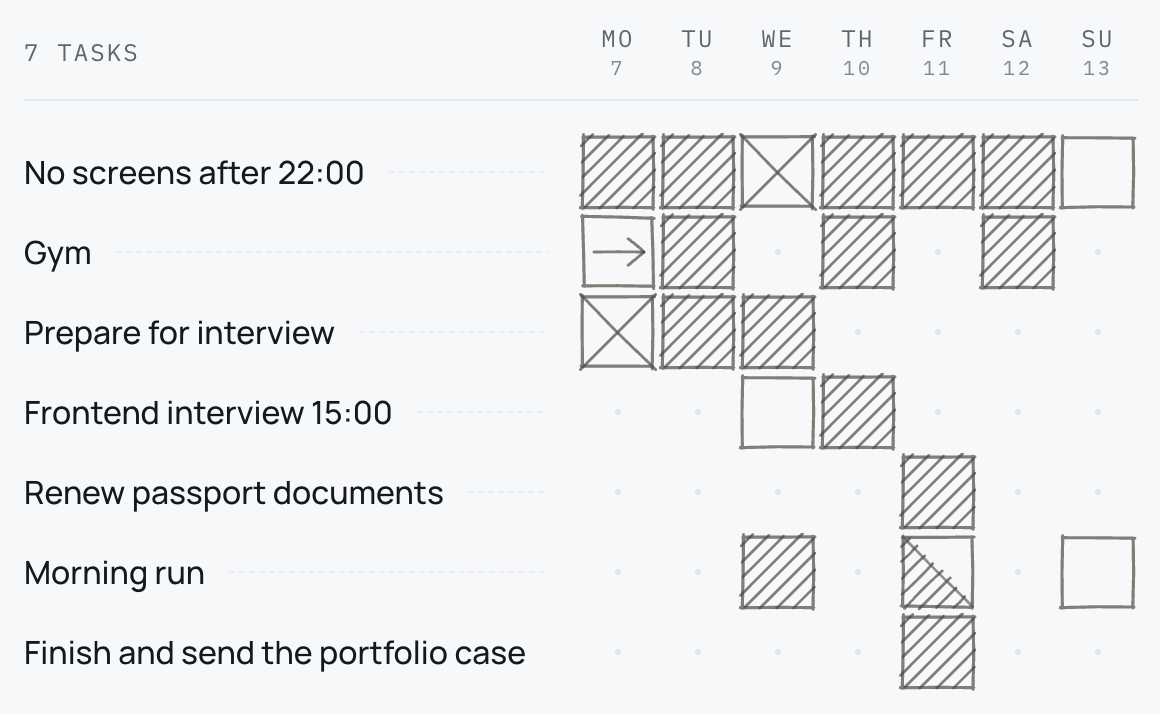 7 TASKS MO TU WE TH FR SA SU
7 8 9 10 11 12 13
No screens after 22:00
Gym
Prepare for interview
Frontend interview 15:00
Renew passport documents
Morning run
Finish and send the portfolio case